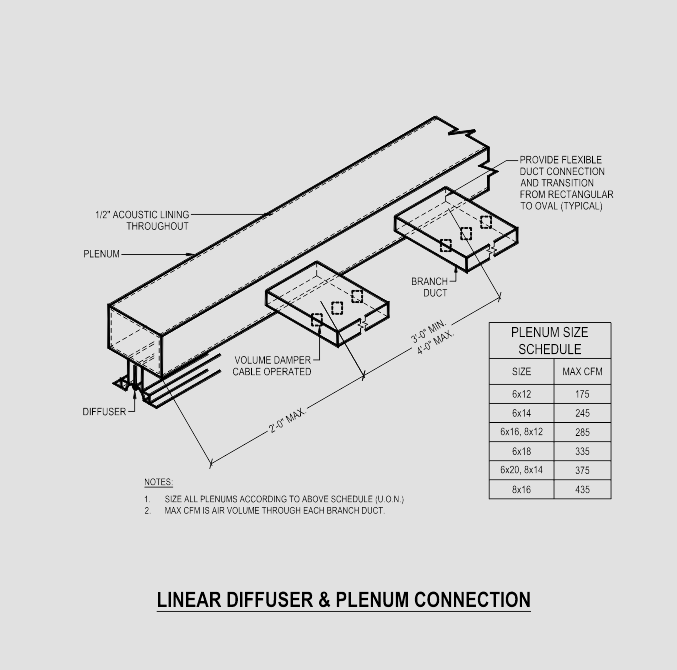 PROVIDE FLEXIBLE
DUCT CONNECTION
AND TRANSITION
FROM RECTANGULAR
TO OVAL (TYPICAL)
1/2" ACOUSTIC LINING
THROUGHOUT
PLENUM
BRANCH
DUCT
3'-0" MIN.
4'-0" MAX.
VOLUME DAMPER
CABLE OPERATED
DIFFUSER
2'-0" MAX.
PLENUM SIZE
SCHEDULE
SIZE MAX CFM
6x12 175
6x14 245
6x16, 8x12 285
6x18 335
6x20, 8x14 375
8x16 435
NOTES:
1. SIZE ALL PLENUMS ACCORDING TO ABOVE SCHEDULE (U.O.N.)
2. MAX CFM IS AIR VOLUME THROUGH EACH BRANCH DUCT.
LINEAR DIFFUSER & PLENUM CONNECTION